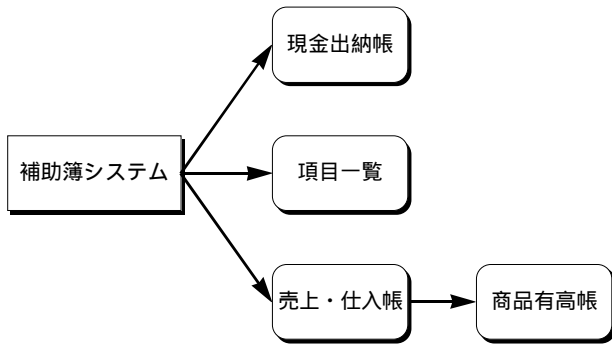 現金出納帳
補助簿システム
項目一覧
売上・仕入帳
商品有高帳